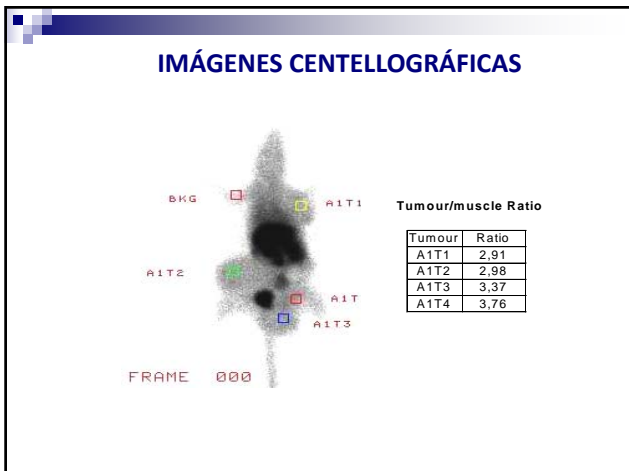 IMÁGENES CENTELLOGRÁFICAS
BKG
A1T1
A1T2
A1T
A1T3
FRAME 000
Tumour/muscle Ratio
Tumour Ratio
A1T1 2,91
A1T2 2,98
A1T3 3,37
A1T4 3,76